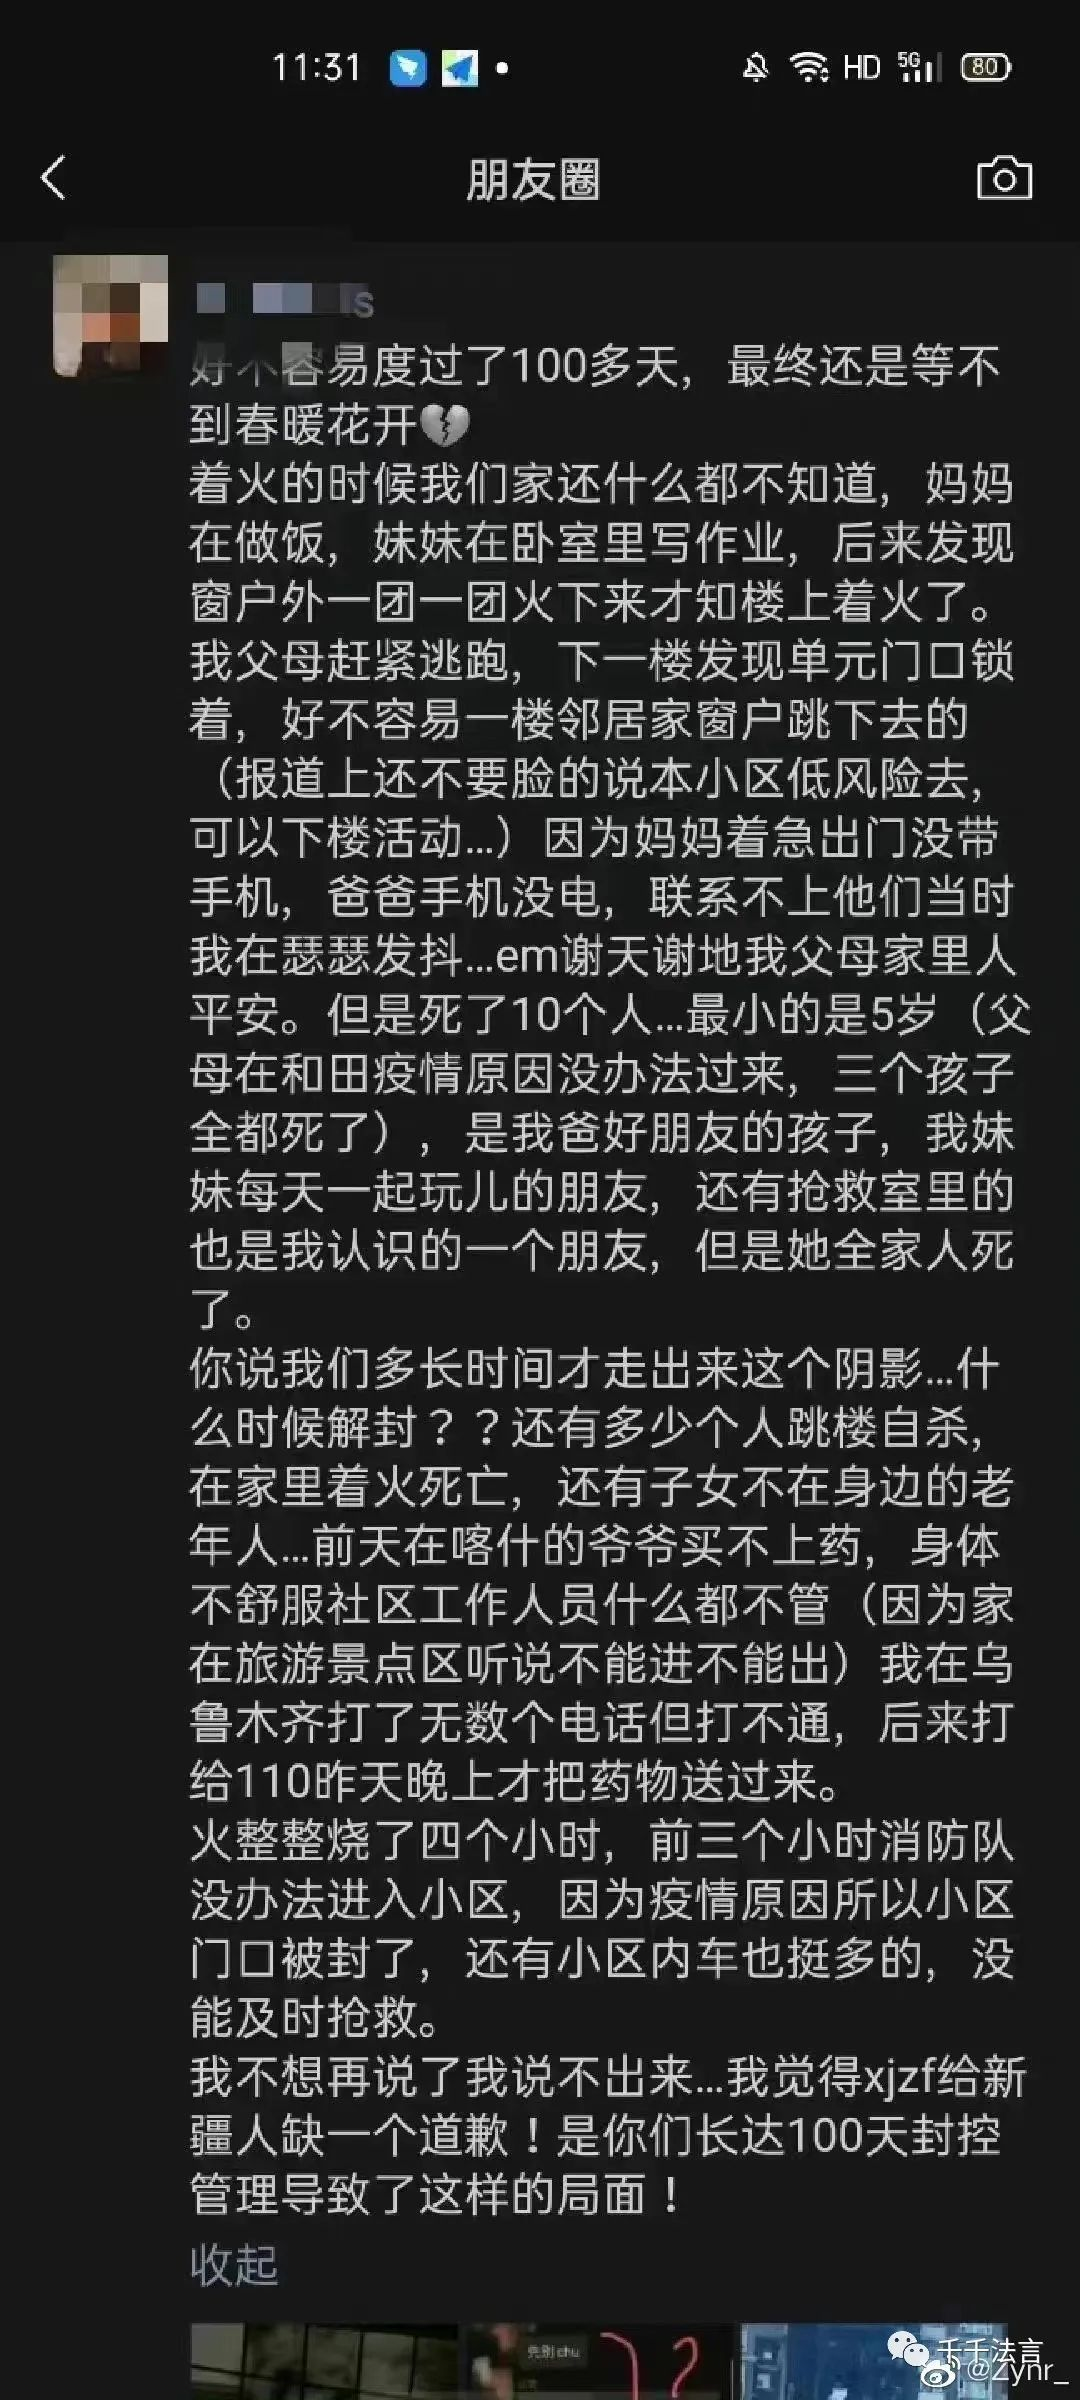 11:31
HD
5G
80
朋友圈
s
好不容易度过了100多天，最终还是等不
到春暖花开💔
着火的时候我们家还什么都不知道，妈妈
在做饭，妹妹在卧室里写作业，后来发现
窗户外一团一团火下来才知楼上着火了。
我父母赶紧逃跑，下一楼发现单元门口锁
着，好不容易一楼邻居家窗户跳下去的
（报道上还不要脸的说本小区低风险去，
可以下楼活动...）因为妈妈着急出门没带
手机，爸爸手机没电，联系不上他们当时
我在瑟瑟发抖...em谢天谢地我父母家里人
平安。但是死了10个人...最小的是5岁（父
母在和田疫情原因没办法过来，三个孩子
全都死了），是我爸好朋友的孩子，我妹
妹每天一起玩儿的朋友，还有抢救室里的
也是我认识的一个朋友，但是她全家人死
了。
你说我们多长时间才走出来这个阴影...什
么时候解封？？还有多少个人跳楼自杀，
在家里着火死亡，还有子女不在身边的老
年人...前天在喀什的爷爷买不上药，身体
不舒服社区工作人员什么都不管（因为家
在旅游景点区听说不能进不能出）我在乌
鲁木齐打了无数个电话但打不通，后来打
给110昨天晚上才把药物送过来。
火整整烧了四个小时，前三个小时消防队
没办法进入小区，因为疫情原因所以小区
门口被封了，还有小区内车也挺多的，没
能及时抢救。
我不想再说了我说不出来...我觉得xjzf给新
疆人缺一个道歉！是你们长达100天封控
管理导致了这样的局面！
收起
先别chu
?
千千法言
@Zynr_